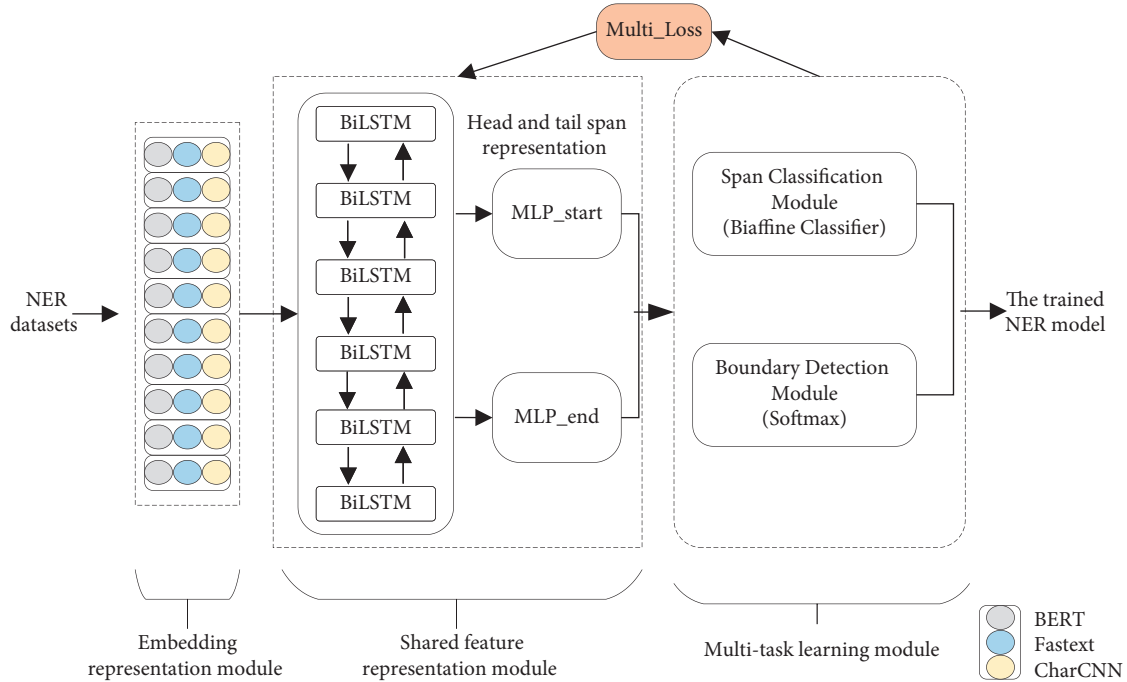 Multi_Loss
NER
datasets
BiLSTM
BiLSTM
BiLSTM
BiLSTM
BiLSTM
BiLSTM
Head and tail span
representation
MLP_start
MLP_end
Span Classification
Module
(Biaffine Classifier)
Boundary Detection
Module
(Softmax)
The trained
NER model
Embedding
representation module
Shared feature
representation module
Multi-task learning module
BERT
Fastext
CharCNN